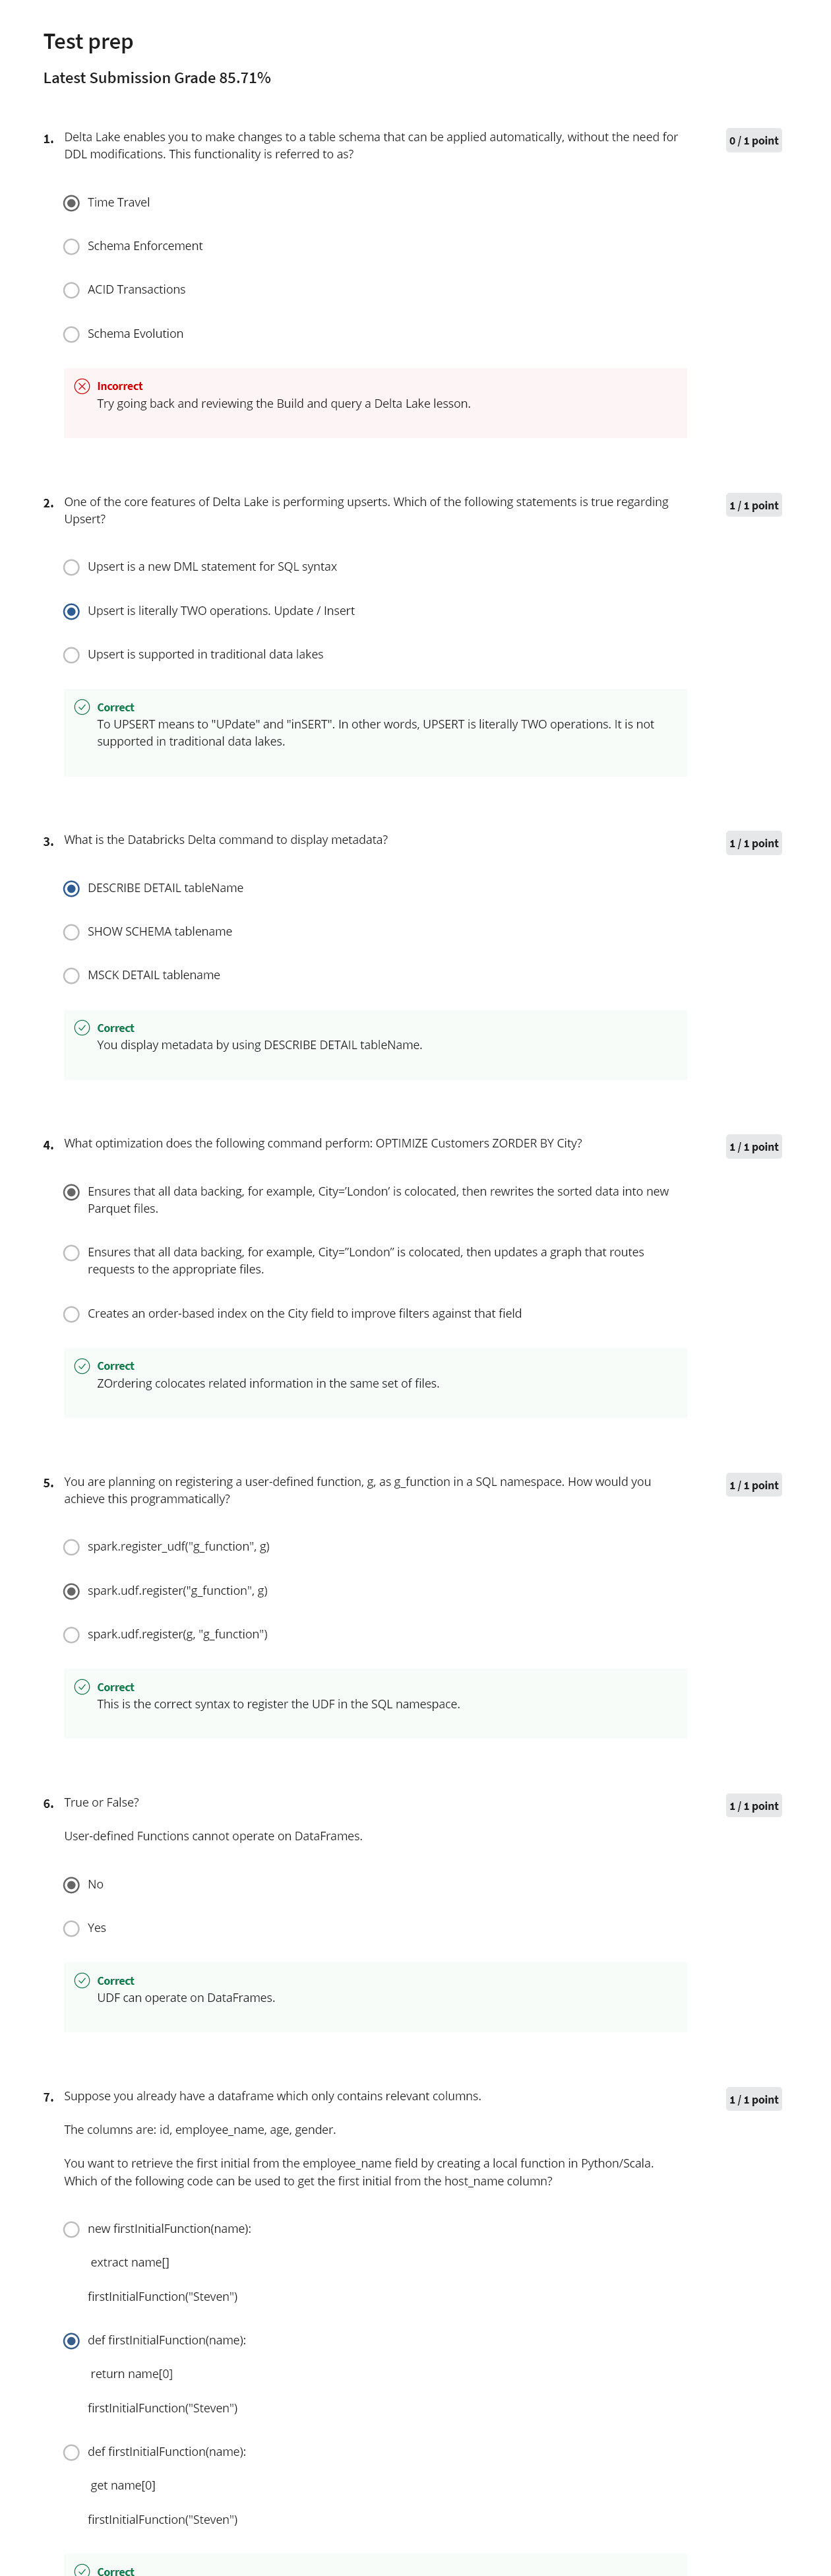 Test prep
Latest Submission Grade 85.71%
1. Delta Lake enables you to make changes to a table schema that can be applied automatically, without the need for
DDL modifications. This functionality is referred to as?
0 / 1 point
Time Travel
Schema Enforcement
ACID Transactions
Schema Evolution
Incorrect
Try going back and reviewing the Build and query a Delta Lake lesson.
2. One of the core features of Delta Lake is performing upserts. Which of the following statements is true regarding
Upsert?
1 / 1 point
Upsert is a new DML statement for SQL syntax
Upsert is literally TWO operations. Update / Insert
Upsert is supported in traditional data lakes
Correct
To UPSERT means to "UPdate" and "inSERT". In other words, UPSERT is literally TWO operations. It is not
supported in traditional data lakes.
3. What is the Databricks Delta command to display metadata?
1 / 1 point
DESCRIBE DETAIL tableName
SHOW SCHEMA tablename
MSCK DETAIL tablename
Correct
You display metadata by using DESCRIBE DETAIL tableName.
4. What optimization does the following command perform: OPTIMIZE Customers ZORDER BY City?
1 / 1 point
Ensures that all data backing, for example, City=’London’ is colocated, then rewrites the sorted data into new
Parquet files.
Ensures that all data backing, for example, City=”London” is colocated, then updates a graph that routes
requests to the appropriate files.
Creates an order-based index on the City field to improve filters against that field
Correct
ZOrdering colocates related information in the same set of files.
5. You are planning on registering a user-defined function, g, as g_function in a SQL namespace. How would you
achieve this programmatically?
1 / 1 point
spark.register_udf("g_function", g)
spark.udf.register("g_function", g)
spark.udf.register(g, "g_function")
Correct
This is the correct syntax to register the UDF in the SQL namespace.
6. True or False?
1 / 1 point
User-defined Functions cannot operate on DataFrames.
No
Yes
Correct
UDF can operate on DataFrames.
7. Suppose you already have a dataframe which only contains relevant columns.
1 / 1 point
The columns are: id, employee_name, age, gender.
You want to retrieve the first initial from the employee_name field by creating a local function in Python/Scala.
Which of the following code can be used to get the first initial from the host_name column?
new firstInitialFunction(name):
extract name[]
firstInitialFunction("Steven")
def firstInitialFunction(name):
return name[0]
firstInitialFunction("Steven")
def firstInitialFunction(name):
get name[0]
firstInitialFunction("Steven")
Correct